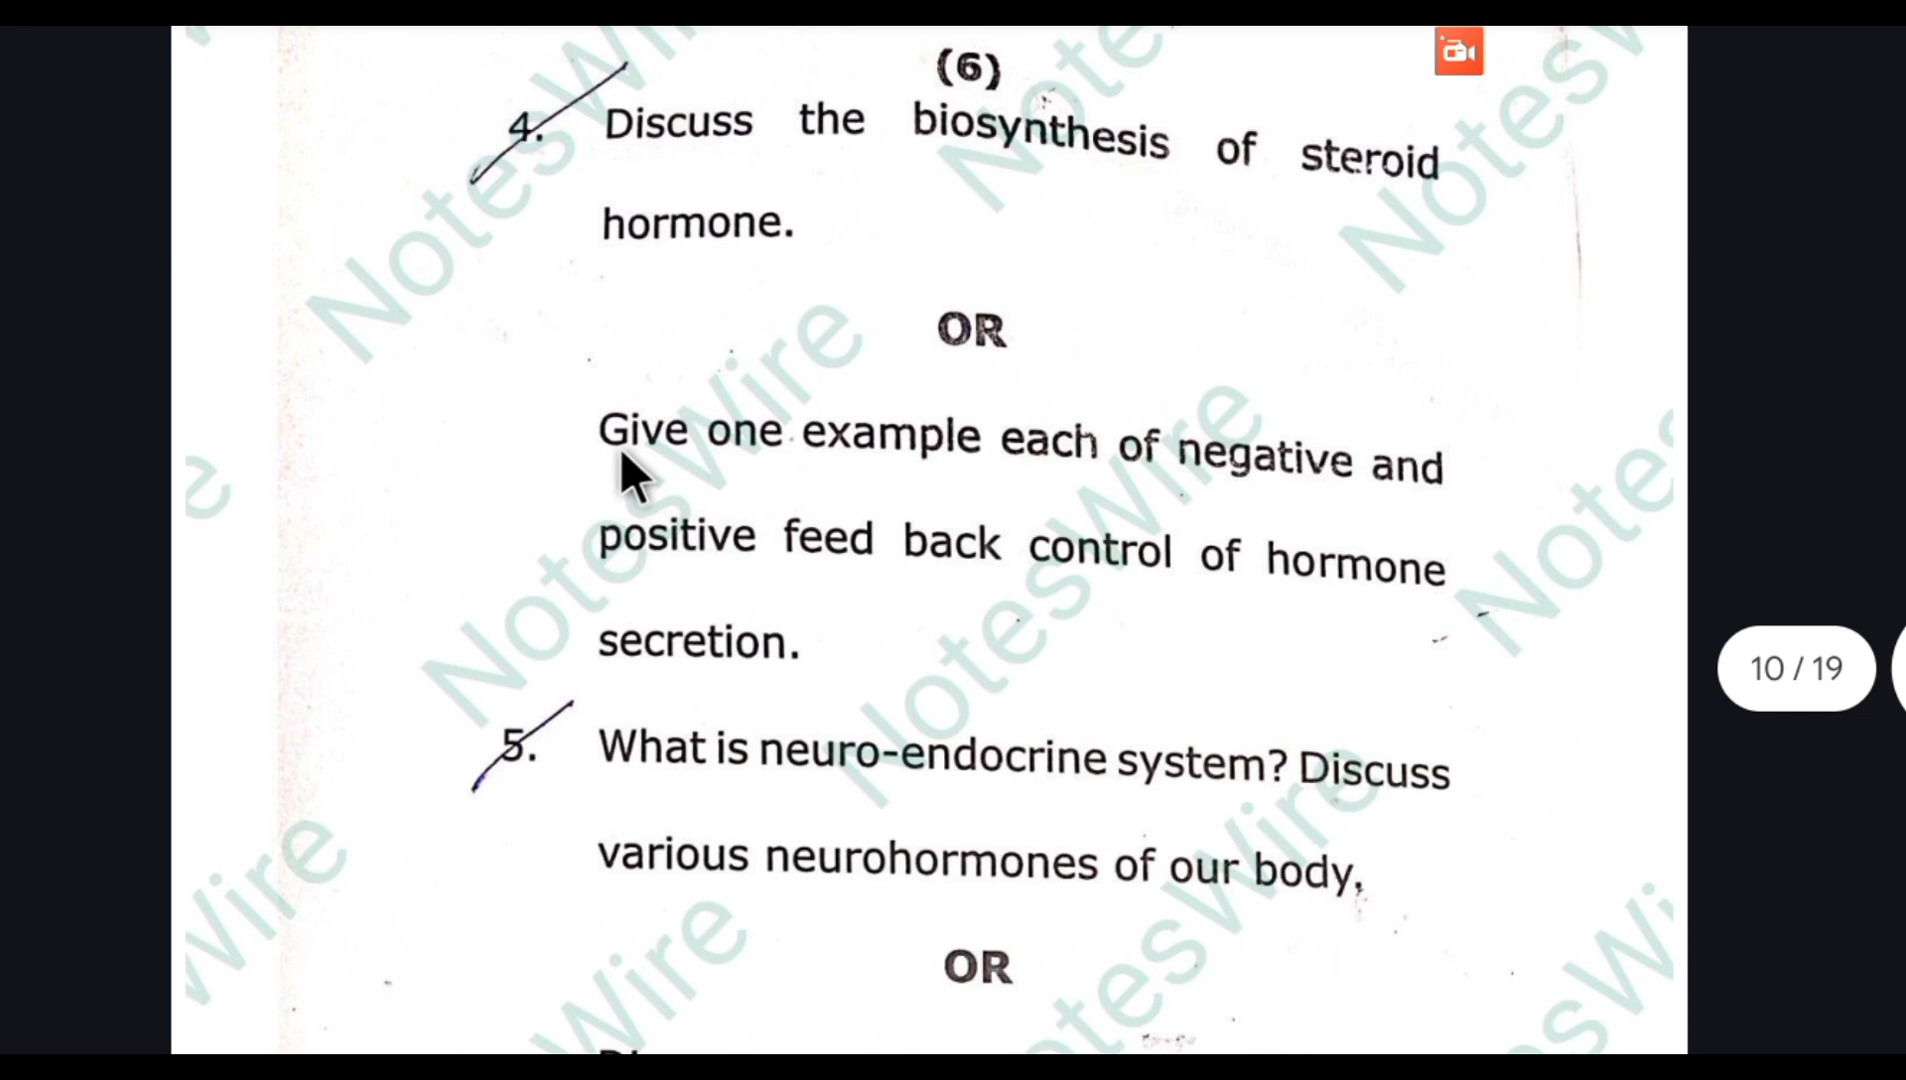 (6)
4. Discuss the biosynthesis of steroid
hormone.
OR
Give one example each of negative and
positive feed back control of hormone
secretion.
5. What is neuro-endocrine system? Discuss
various neurohormones of our body,
OR
10 / 19
NotesWire